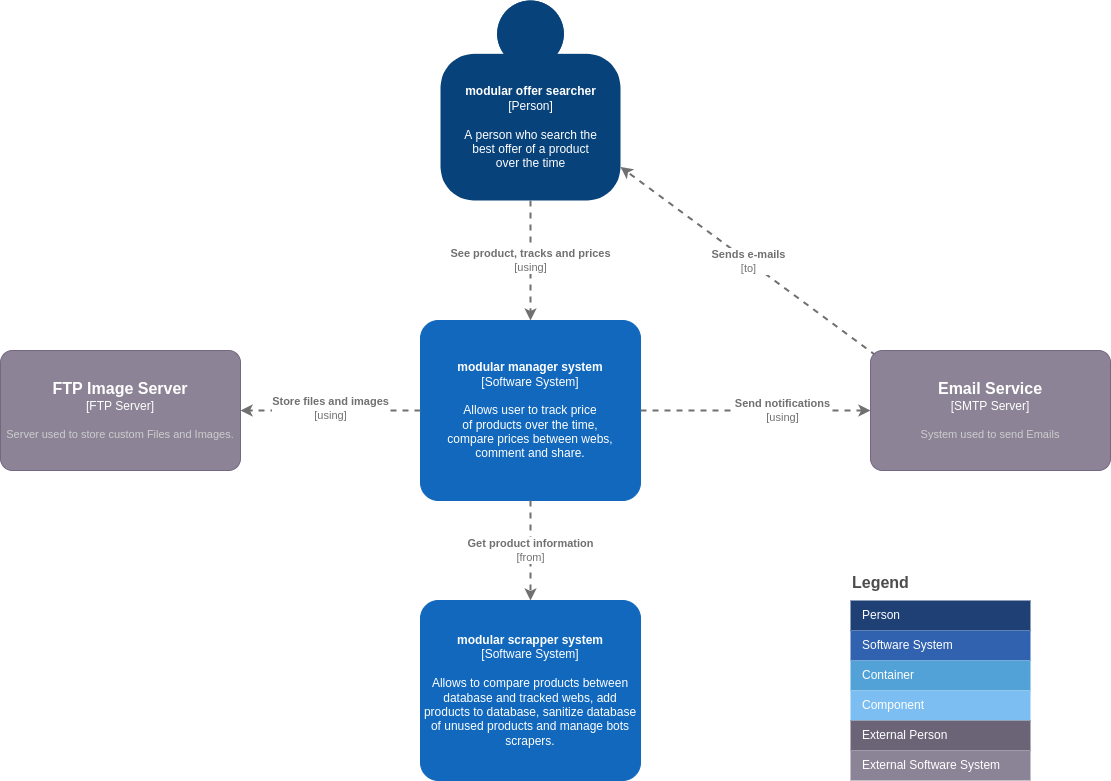 modular offer searcher
[Person]
A person who search the
best offer of a product
over the time
See product, tracks and prices
[using]
Sends e-mails
[to]
modular manager system
[Software System]
Allows user to track price
of products over the time,
compare prices between webs,
comment and share.
FTP Image Server
[FTP Server]
Server used to store custom Files and Images.
Store files and images
[using]
Send notifications
[using]
Email Service
[SMTP Server]
System used to send Emails
Get product information
[from]
modular scrapper system
[Software System]
Allows to compare products between
database and tracked webs, add
products to database, sanitize database
of unused products and manage bots
scrapers.
Legend
Person
Software System
Container
Component
External Person
External Software System